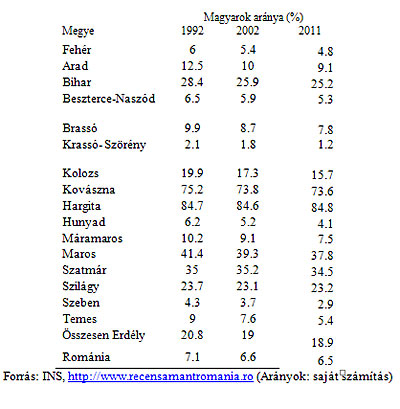 Magyarok aránya (%)
Megye 1992 2002 2011
Fehér 6 5.4 4.8
Arad 12.5 10 9.1
Bihar 28.4 25.9 25.2
Beszterce-Naszód 6.5 5.9 5.3
Brassó 9.9 8.7 7.8
Krassó- Szörény 2.1 1.8 1.2
Kolozs 19.9 17.3 15.7
Kovászna 75.2 73.8 73.6
Hargita 84.7 84.6 84.8
Hunyad 6.2 5.2 4.1
Máramaros 10.2 9.1 7.5
Maros 41.4 39.3 37.8
Szatmár 35 35.2 34.5
Szilágy 23.7 23.1 23.2
Szeben 4.3 3.7 2.9
Temes 9 7.6 5.4
Összesen Erdély 20.8 19 18.9
Románia 7.1 6.6 6.5
Forrás: INS, http://www.recensamantromania.ro (Arányok: saját számítás)